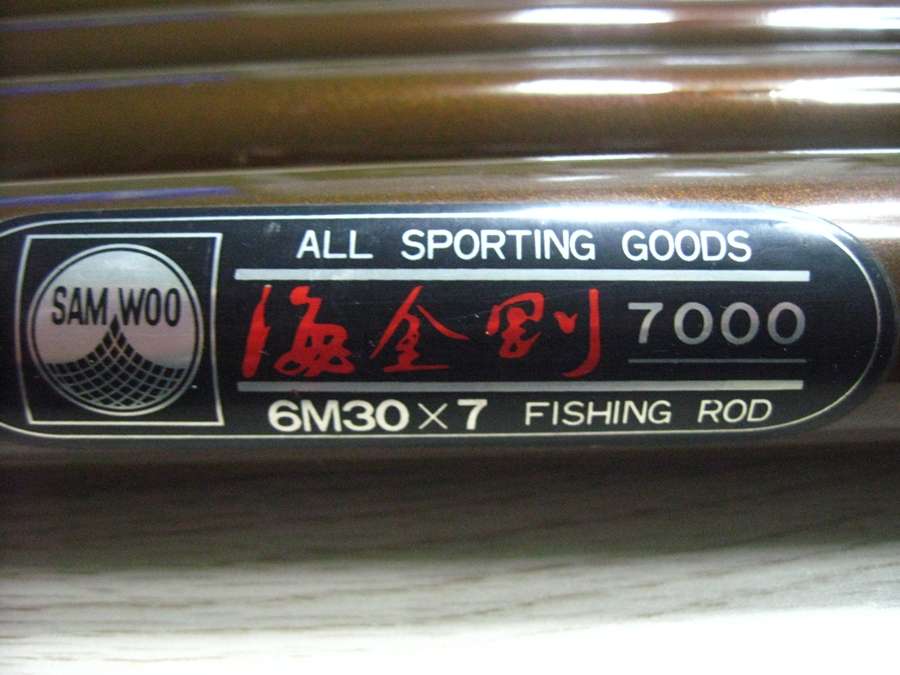 SAM WOO
ALL SPORTING GOODS
海金剛 7000
6M30×7 FISHING ROD